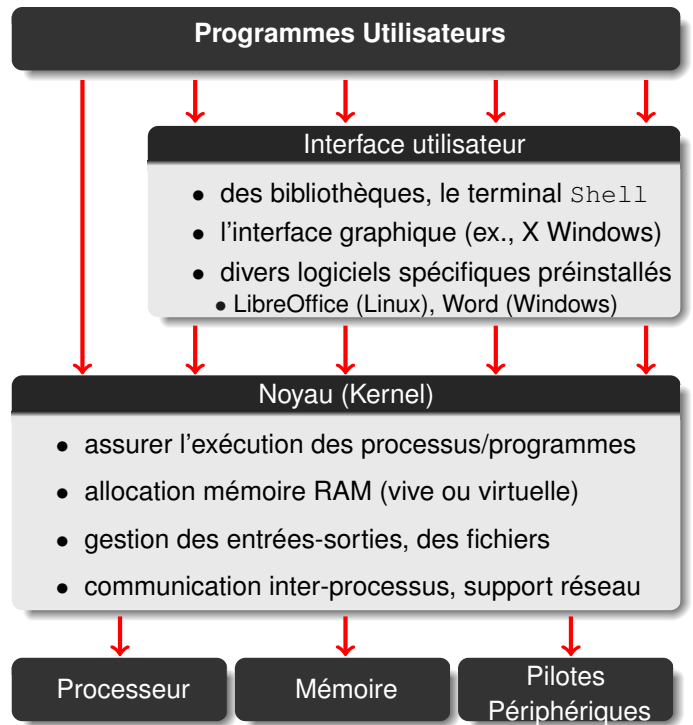 Programmes Utilisateurs
Interface utilisateur
• des bibliothèques, le terminal Shell
• l'interface graphique (ex., X Windows)
• divers logiciels spécifiques préinstallés
• LibreOffice (Linux), Word (Windows)
Noyau (Kernel)
• assurer l'exécution des processus/programmes
• allocation mémoire RAM (vive ou virtuelle)
• gestion des entrées-sorties, des fichiers
• communication inter-processus, support réseau
Processeur
Mémoire
Pilotes
Périphériques